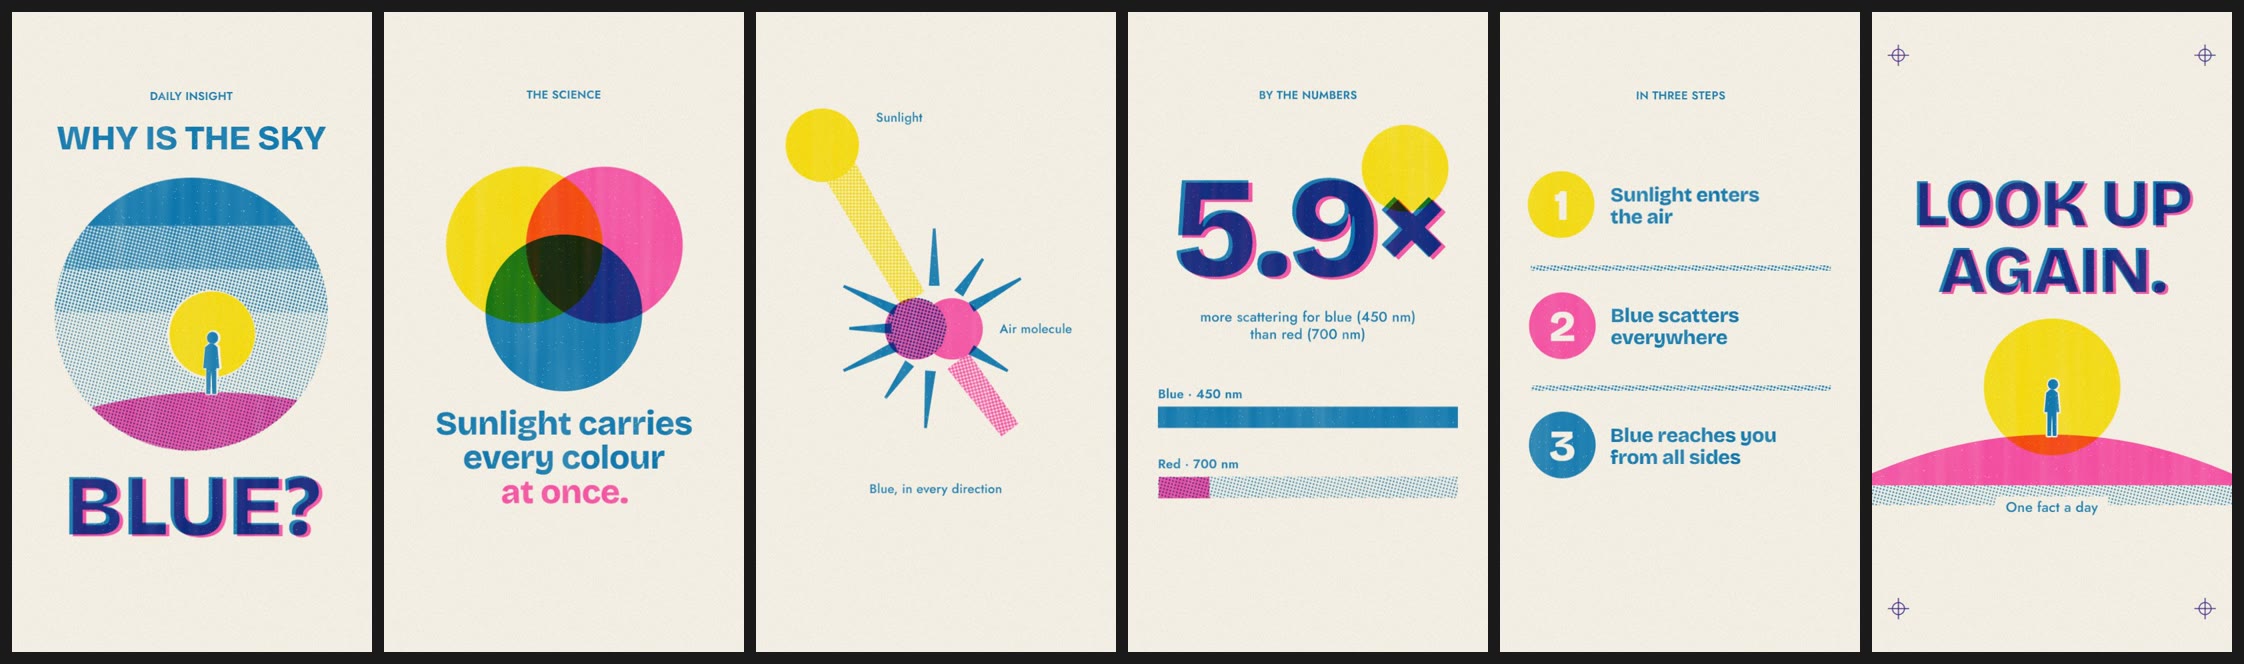 DAILY INSIGHT
WHY IS THE SKY
BLUE?
THE SCIENCE
Sunlight carries
every colour
at once.
Sunlight
Air molecule
Blue, in every direction
BY THE NUMBERS
5.9×
more scattering for blue (450 nm)
than red (700 nm)
Blue · 450 nm
Red · 700 nm
IN THREE STEPS
1
Sunlight enters
the air
2
Blue scatters
everywhere
3
Blue reaches you
from all sides
LOOK UP
AGAIN.
One fact a day